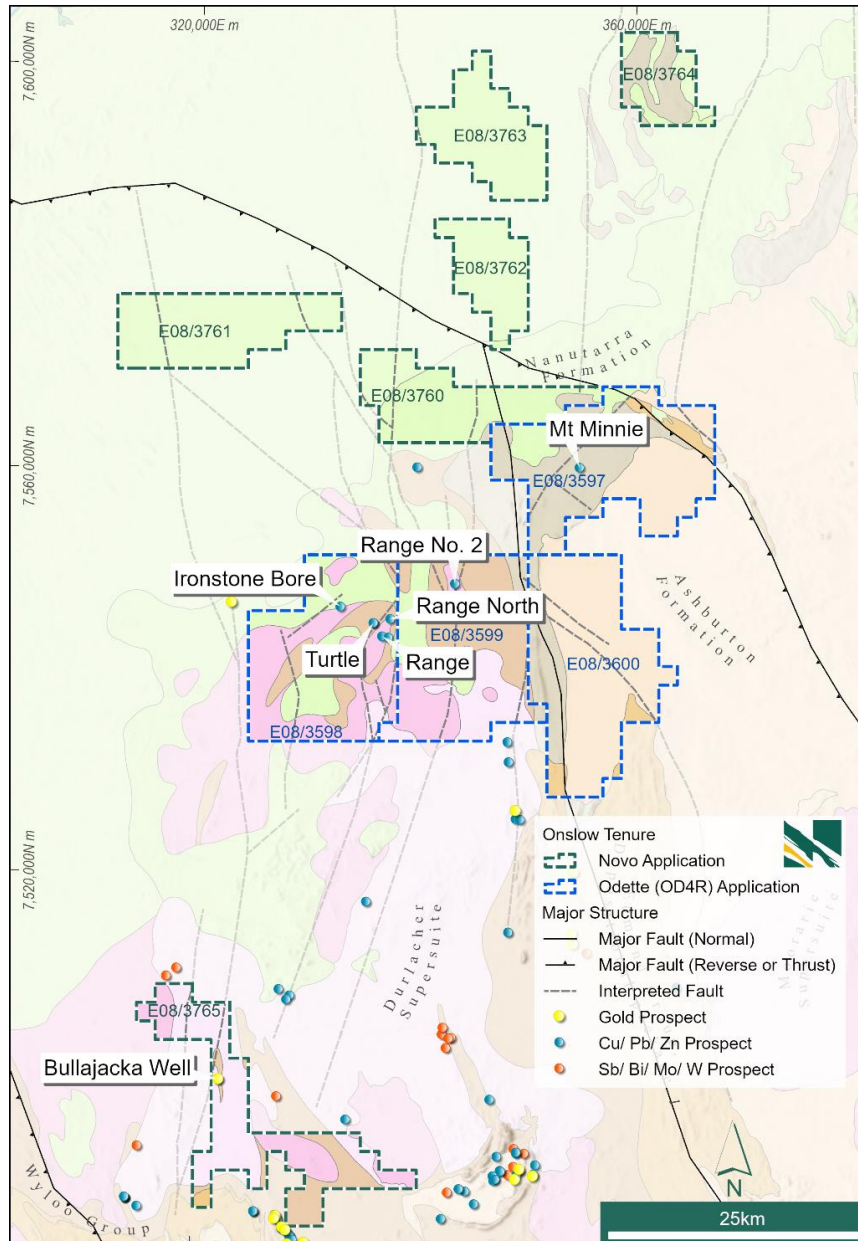 320,000E m
360,000E m
7,600,000N m
E08/3764
E08/3763
E08/3762
E08/3761
Nanutarra
Formation
E08/3760
Mt Minnie
7,560,000N m
E08/3597
Range No. 2
Ironstone Bore
Range North
Ashburton
Formation
E08/3599
Turtle
Range
E08/3600
E08/3598
Onslow Tenure
Novo Application
Odette (OD4R) Application
Major Structure
Major Fault (Normal)
Major Fault (Reverse or Thrust)
Interpreted Fault
Gold Prospect
Cu/ Pb/ Zn Prospect
Sb/ Bi/ Mo/ W Prospect
7,520,000N m
Durlacher
Supersuite
E08/3765
Bullajacka Well
Wyloo Group
N
25km